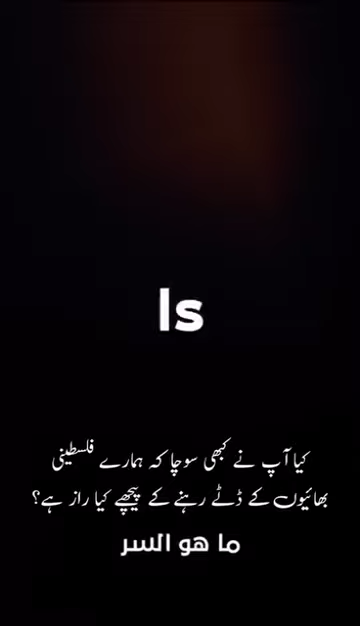 Is
کیا آپ نے کبھی سوچا کہ ہمارے فلسطینی
بھائیوں کے ڈٹے رہنے کے پیچھے کیا راز ہے؟
ما هو السر